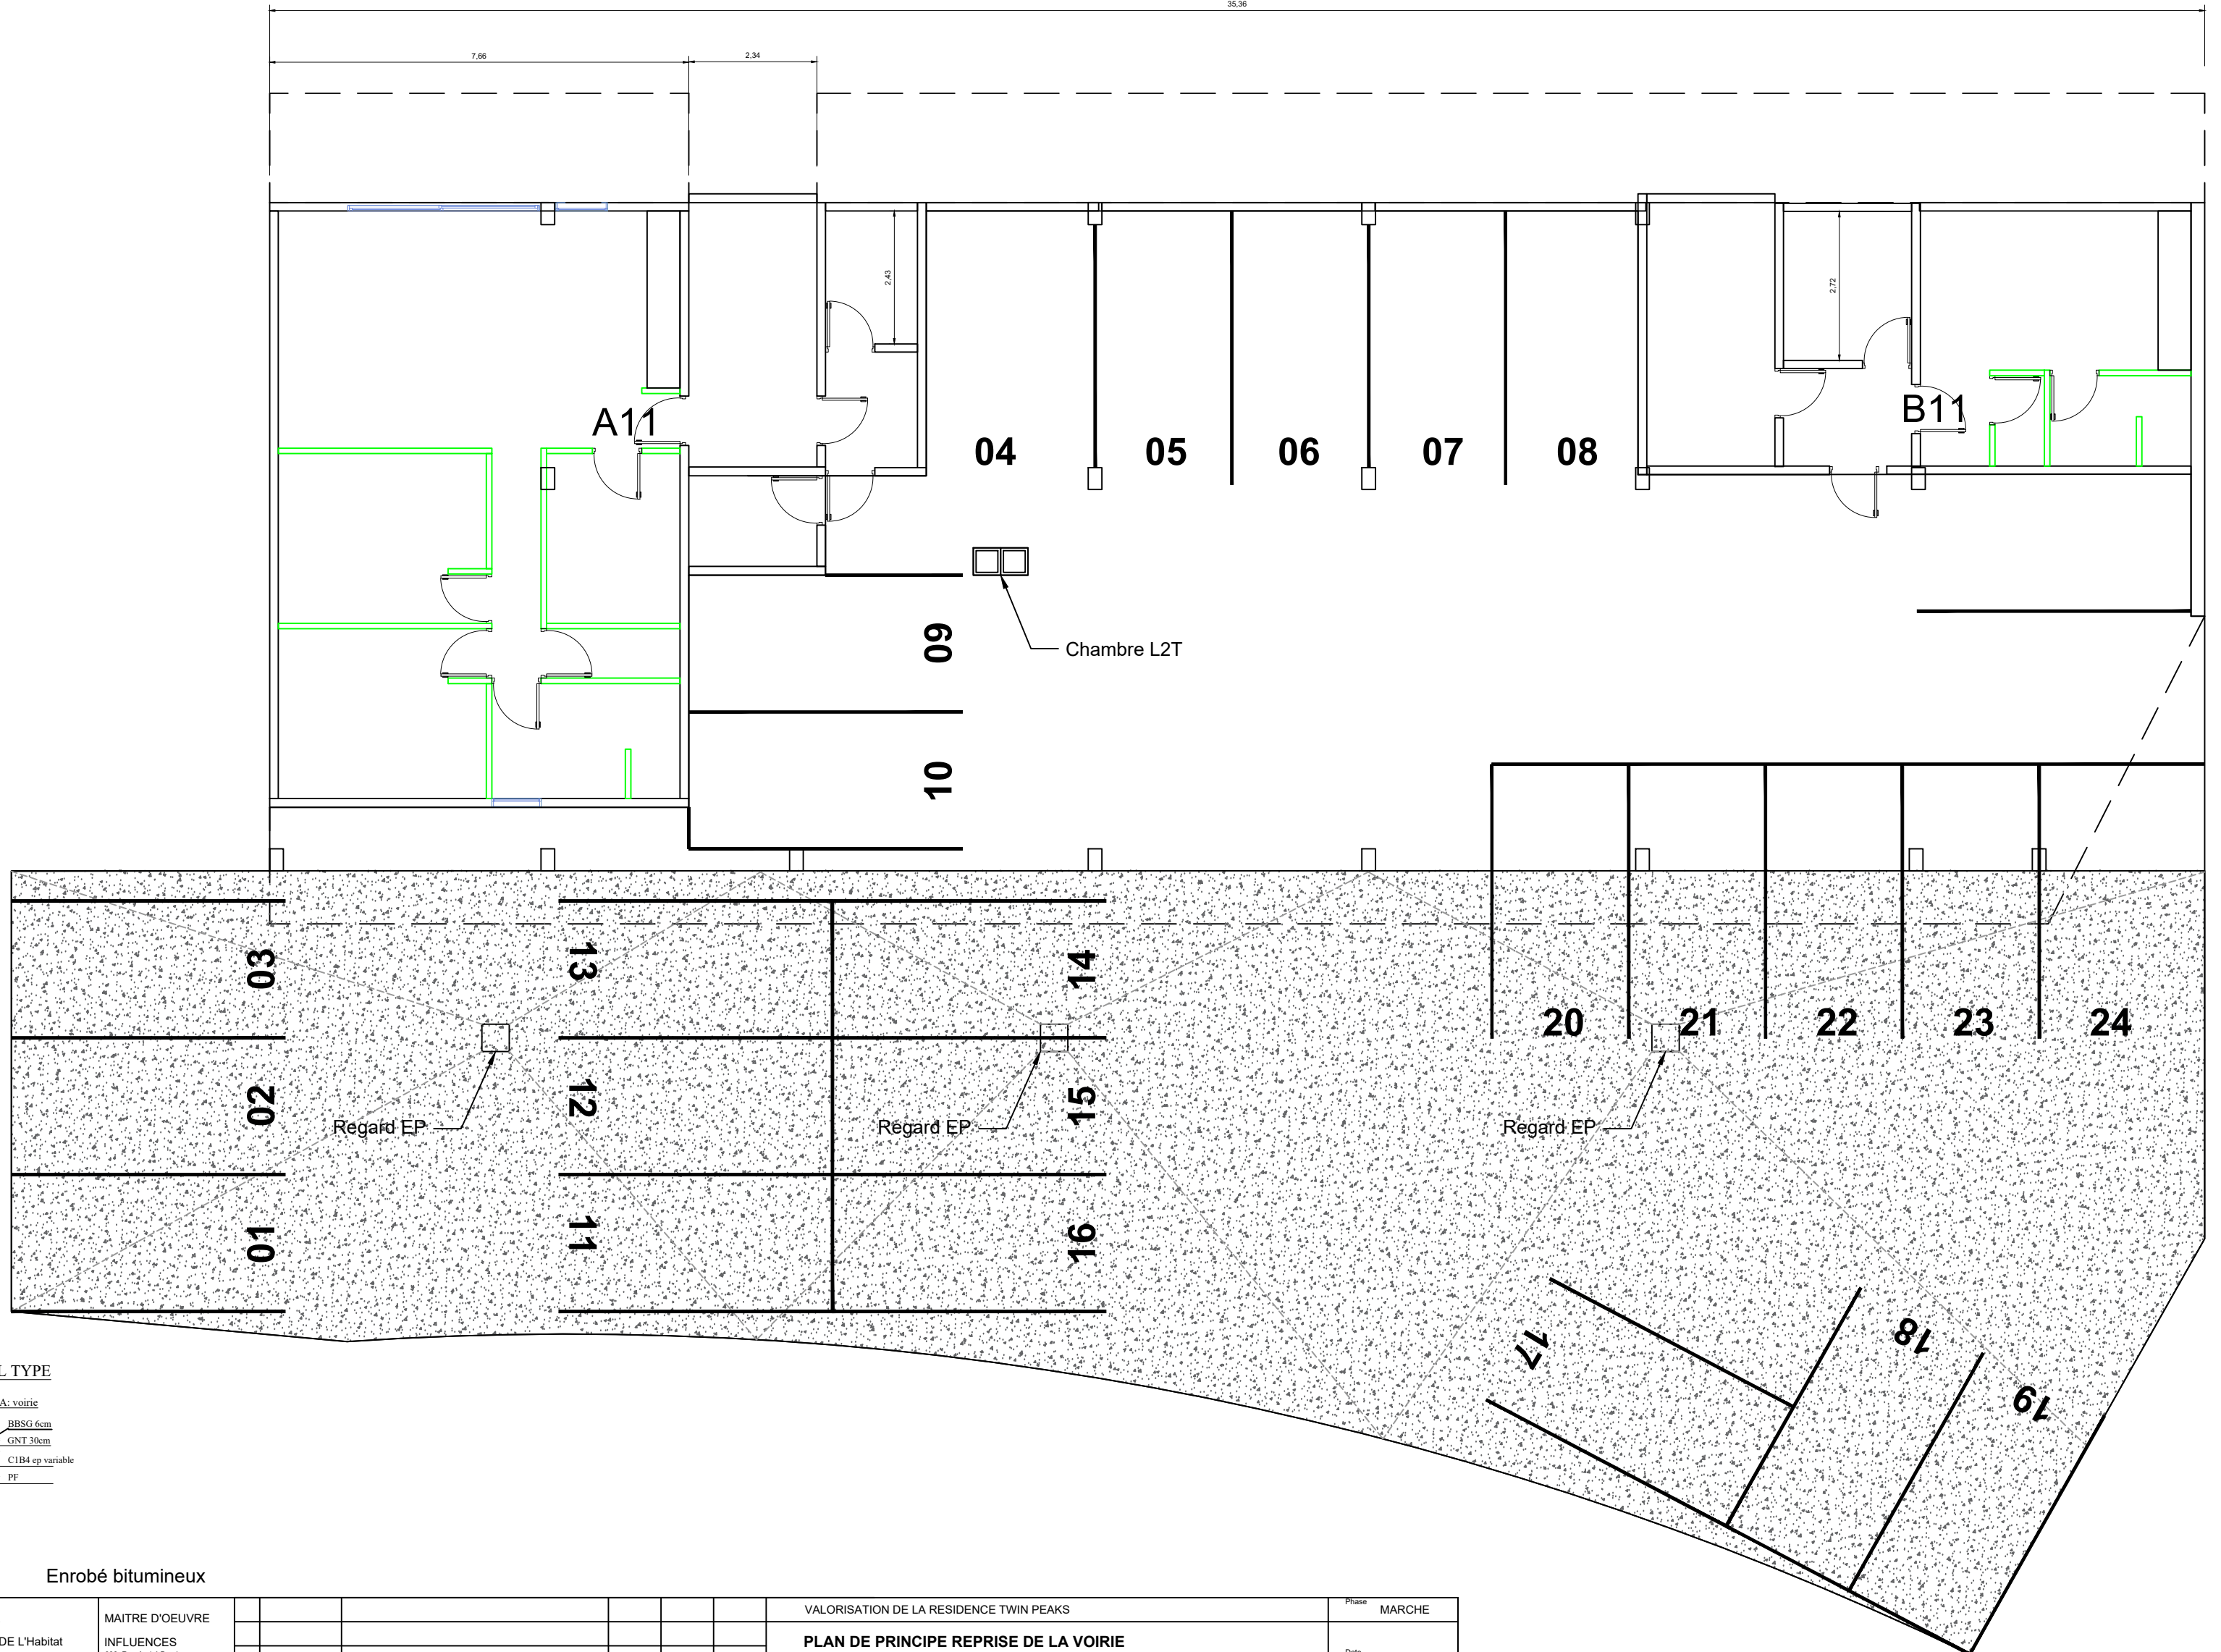 35,36
7,66
2,34
2,43
2,72
A11
B11
04
05
06
07
08
09
Chambre L2T
10
03
13
14
20
21
22
23
24
02
12
15
Regard EP
Regard EP
Regard EP
01
11
16
17
18
19
L TYPE
A: voirie
BBSG 6cm
GNT 30cm
C1B4 ep variable
PF
Enrobé bitumineux
MAITRE D'OEUVRE
VALORISATION DE LA RESIDENCE TWIN PEAKS
Phase
MARCHE
DE L'Habitat
INFLUENCES
PLAN DE PRINCIPE REPRISE DE LA VOIRIE